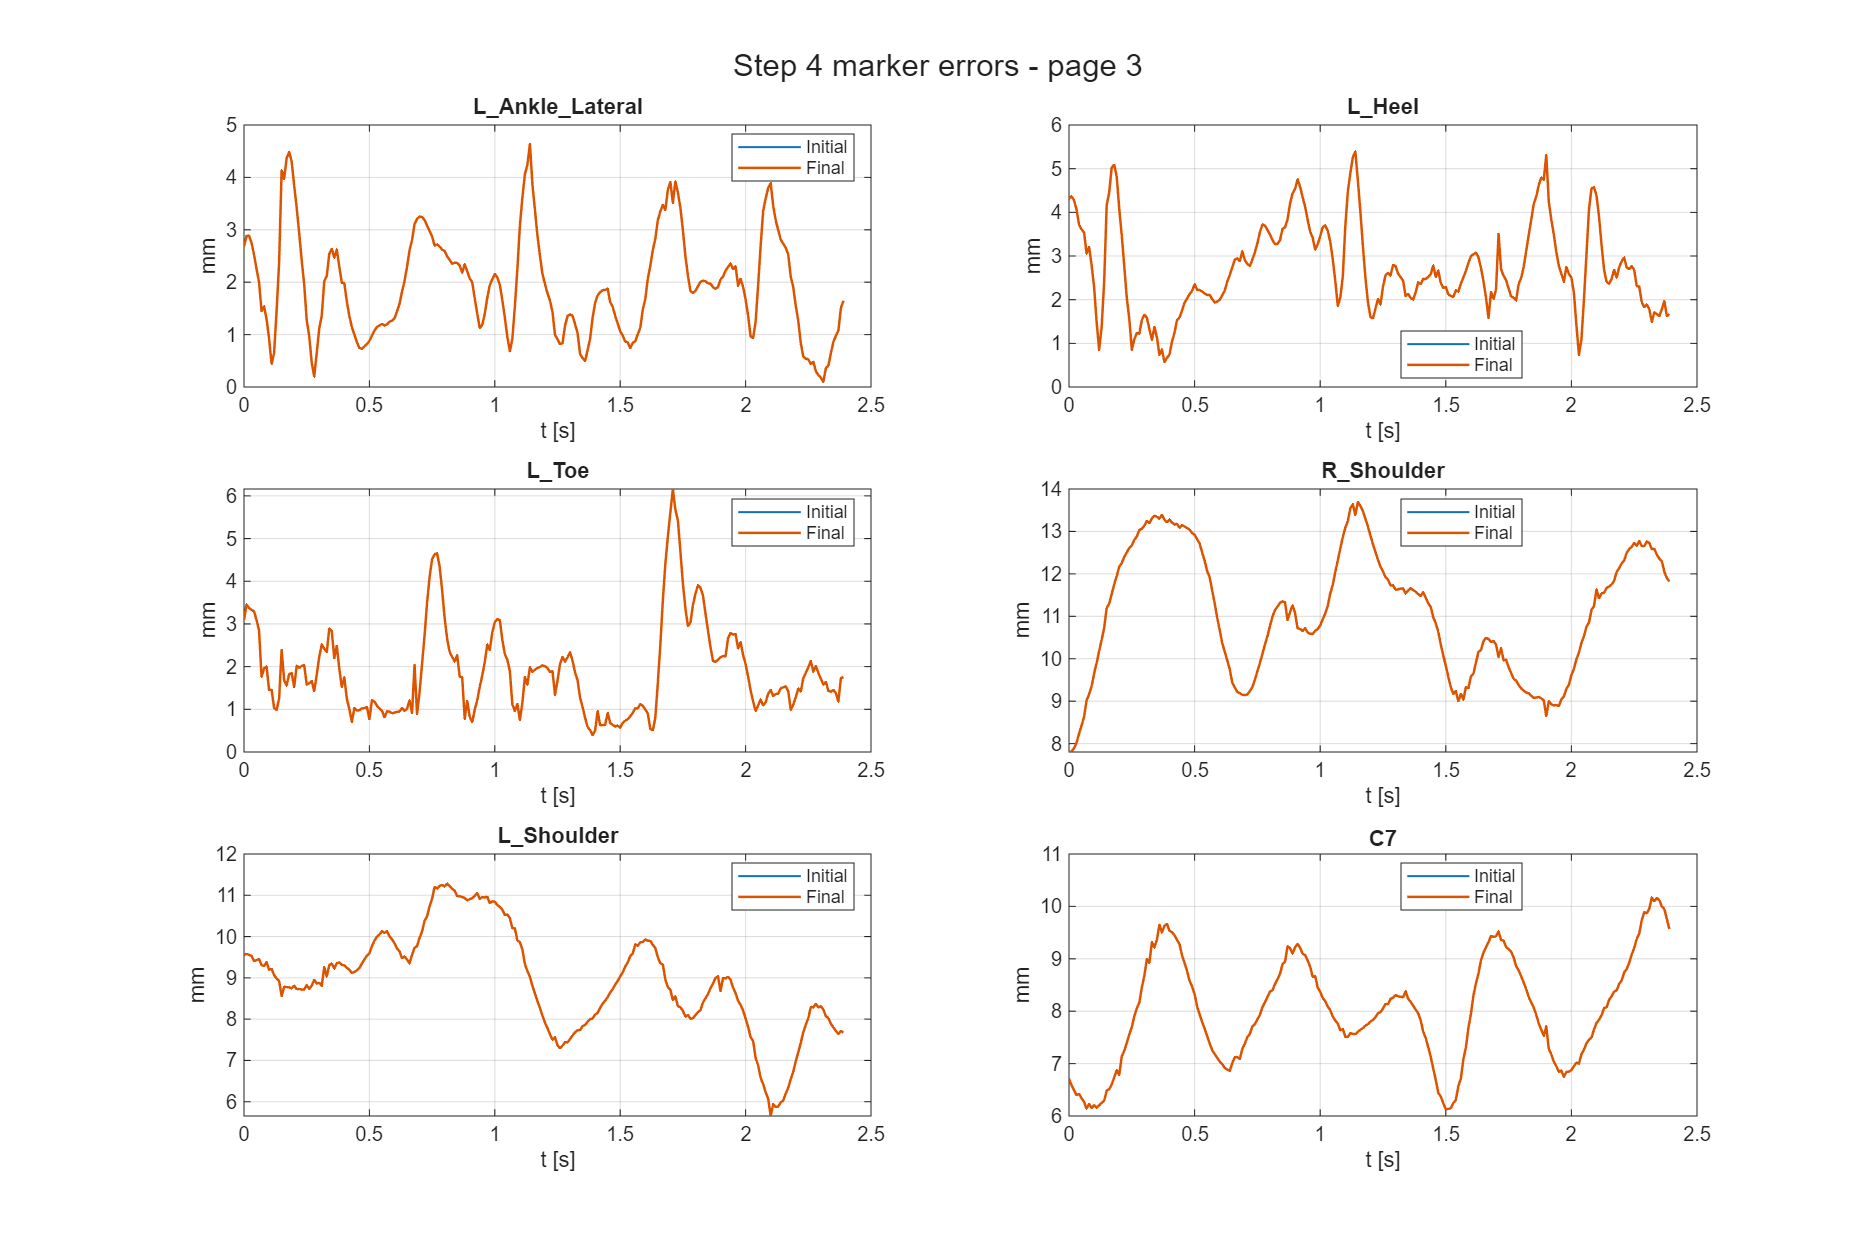 Step 4 marker errors - page 3
L_Ankle_Lateral
5
4
3
2
1
0
mm
0 0.5 1 1.5 2 2.5
t [s]
Initial
Final
L_Heel
6
5
4
3
2
1
0
mm
0 0.5 1 1.5 2 2.5
t [s]
Initial
Final
L_Toe
6
5
4
3
2
1
0
mm
0 0.5 1 1.5 2 2.5
t [s]
Initial
Final
R_Shoulder
14
13
12
11
10
9
8
mm
0 0.5 1 1.5 2 2.5
t [s]
Initial
Final
L_Shoulder
12
11
10
9
8
7
6
mm
0 0.5 1 1.5 2 2.5
t [s]
Initial
Final
C7
11
10
9
8
7
6
mm
0 0.5 1 1.5 2 2.5
t [s]
Initial
Final